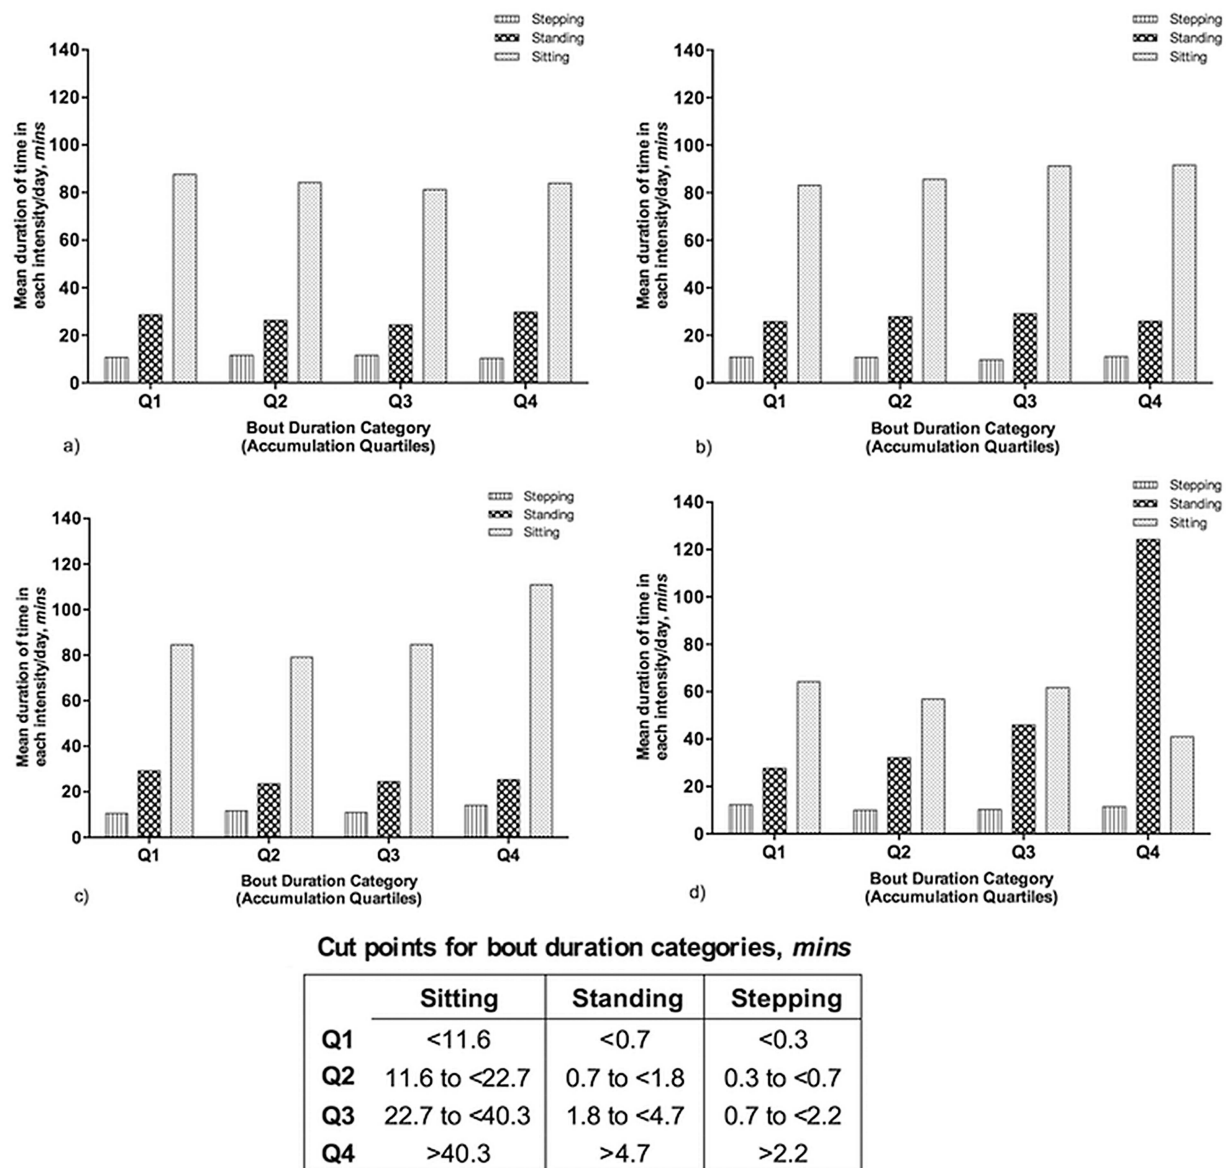 Stepping
Standing
Sitting
140
120
100
80
60
40
20
0
Mean duration of time in
each intensity/day, mins
Q1 Q2 Q3 Q4
Bout Duration Category
(Accumulation Quartiles)
a)
Stepping
Standing
Sitting
140
120
100
80
60
40
20
0
Mean duration of time in
each intensity/day, mins
Q1 Q2 Q3 Q4
Bout Duration Category
(Accumulation Quartiles)
b)
Stepping
Standing
Sitting
140
120
100
80
60
40
20
0
Mean duration of time in
each intensity/day, mins
Q1 Q2 Q3 Q4
Bout Duration Category
(Accumulation Quartiles)
c)
Stepping
Standing
Sitting
140
120
100
80
60
40
20
0
Mean duration of time in
each intensity/day, mins
Q1 Q2 Q3 Q4
Bout Duration Category
(Accumulation Quartiles)
d)
Cut points for bout duration categories, mins
Sitting Standing Stepping
Q1 <11.6 <0.7 <0.3
Q2 11.6 to <22.7 0.7 to <1.8 0.3 to <0.7
Q3 22.7 to <40.3 1.8 to <4.7 0.7 to <2.2
Q4 >40.3 >4.7 >2.2